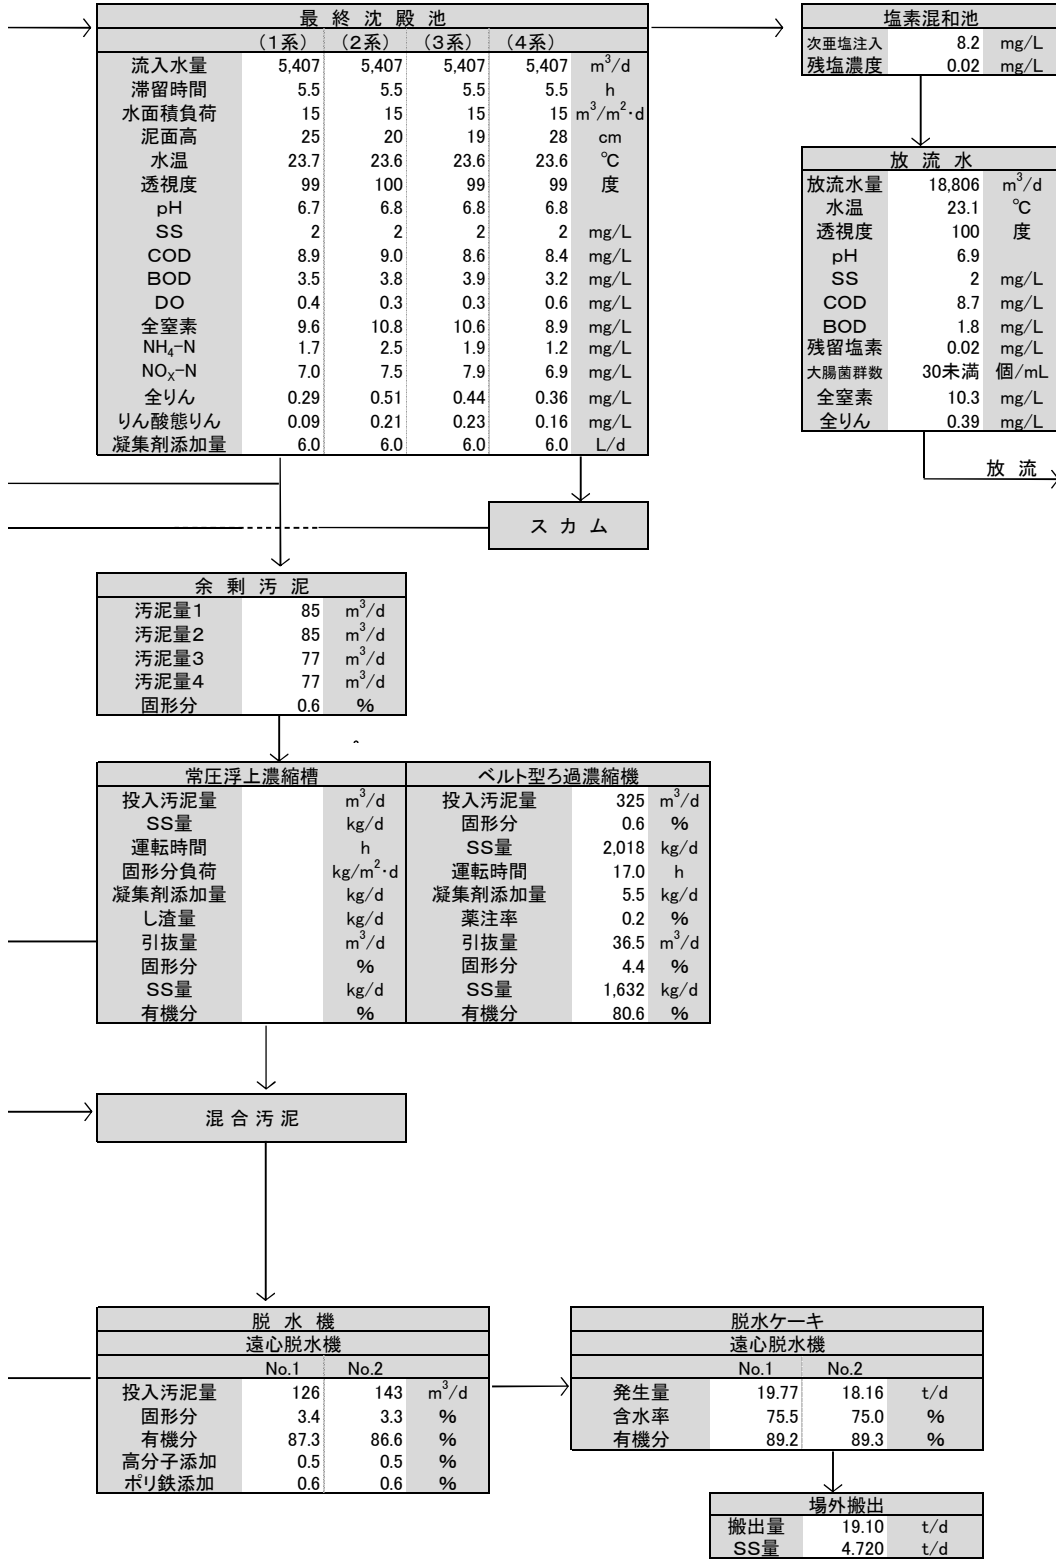 最 終 沈 殿 池
(1系) (2系) (3系) (4系)
流入水量 5,407 5,407 5,407 5,407 m³/d
滞留時間 5.5 5.5 5.5 5.5 h
水面積負荷 15 15 15 15 m³/m²・d
泥面高 25 20 19 28 cm
水温 23.7 23.6 23.6 23.6 ℃
透視度 99 100 99 99 度
pH 6.7 6.8 6.8 6.8
SS 2 2 2 2 mg/L
COD 8.9 9.0 8.6 8.4 mg/L
BOD 3.5 3.8 3.9 3.2 mg/L
DO 0.4 0.3 0.3 0.6 mg/L
全窒素 9.6 10.8 10.6 8.9 mg/L
NH₄-N 1.7 2.5 1.9 1.2 mg/L
NOX-N 7.0 7.5 7.9 6.9 mg/L
全りん 0.29 0.51 0.44 0.36 mg/L
りん酸態りん 0.09 0.21 0.23 0.16 mg/L
凝集剤添加量 6.0 6.0 6.0 6.0 L/d
塩素混和池
次亜塩注入 8.2 mg/L
残塩濃度 0.02 mg/L
放 流 水
放流水量 18,806 m³/d
水温 23.1 ℃
透視度 100 度
pH 6.9
SS 2 mg/L
COD 8.7 mg/L
BOD 1.8 mg/L
残留塩素 0.02 mg/L
大腸菌群数 30未満 個/mL
全窒素 10.3 mg/L
全りん 0.39 mg/L
放 流
ス カ ム
余 剰 汚 泥
汚泥量1 85 m³/d
汚泥量2 85 m³/d
汚泥量3 77 m³/d
汚泥量4 77 m³/d
固形分 0.6 %
常圧浮上濃縮槽
投入汚泥量 m³/d
SS量 kg/d
運転時間 h
固形分負荷 kg/m²・d
凝集剤添加量 kg/d
し渣量 kg/d
引抜量 m³/d
固形分 %
SS量 kg/d
有機分 %
ベルト型ろ過濃縮機
投入汚泥量 325 m³/d
固形分 0.6 %
SS量 2,018 kg/d
運転時間 17.0 h
凝集剤添加量 5.5 kg/d
薬注率 0.2 %
引抜量 36.5 m³/d
固形分 4.4 %
SS量 1,632 kg/d
有機分 80.6 %
混 合 汚 泥
脱 水 機
遠心脱水機
No.1 No.2
投入汚泥量 126 143 m³/d
固形分 3.4 3.3 %
有機分 87.3 86.6 %
高分子添加 0.5 0.5 %
ポリ鉄添加 0.6 0.6 %
脱水ケーキ
遠心脱水機
No.1 No.2
発生量 19.77 18.16 t/d
含水率 75.5 75.0 %
有機分 89.2 89.3 %
場外搬出
搬出量 19.10 t/d
SS量 4.720 t/d